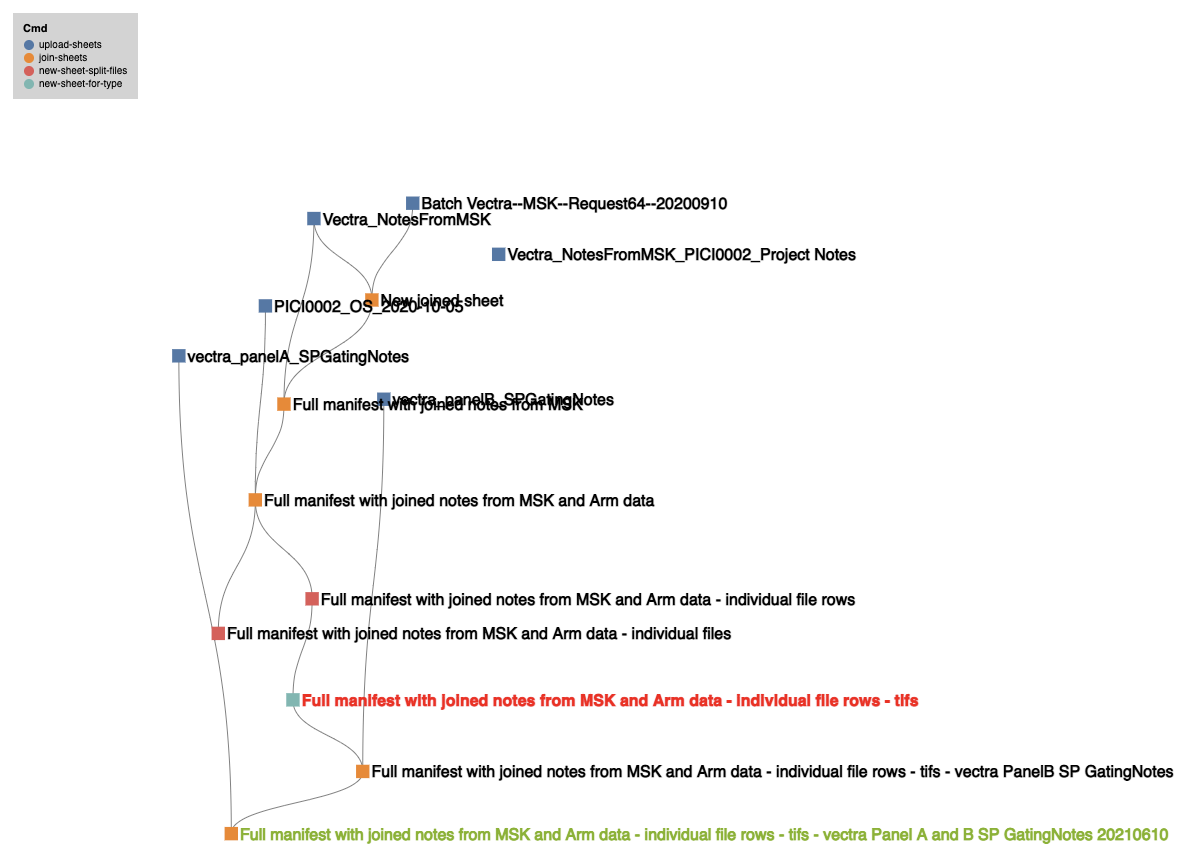 Cmd
upload-sheets
join-sheets
new-sheet-split-files
new-sheet-for-type
Batch Vectra--MSK--Request64--20200910
Vectra_NotesFromMSK
Vectra_NotesFromMSK_PICI0002_Project Notes
New joined sheet
PICI0002_OS_2020-10-05
vectra_panelA_SPGatingNotes
vectra_panelB_SPGatingNotes
Full manifest with joined notes from MSK
Full manifest with joined notes from MSK and Arm data
Full manifest with joined notes from MSK and Arm data - individual file rows
Full manifest with joined notes from MSK and Arm data - individual files
Full manifest with joined notes from MSK and Arm data - individual file rows - tifs
Full manifest with joined notes from MSK and Arm data - individual file rows - tifs - vectra PanelB SP GatingNotes
Full manifest with joined notes from MSK and Arm data - individual file rows - tifs - vectra Panel A and B SP GatingNotes 20210610